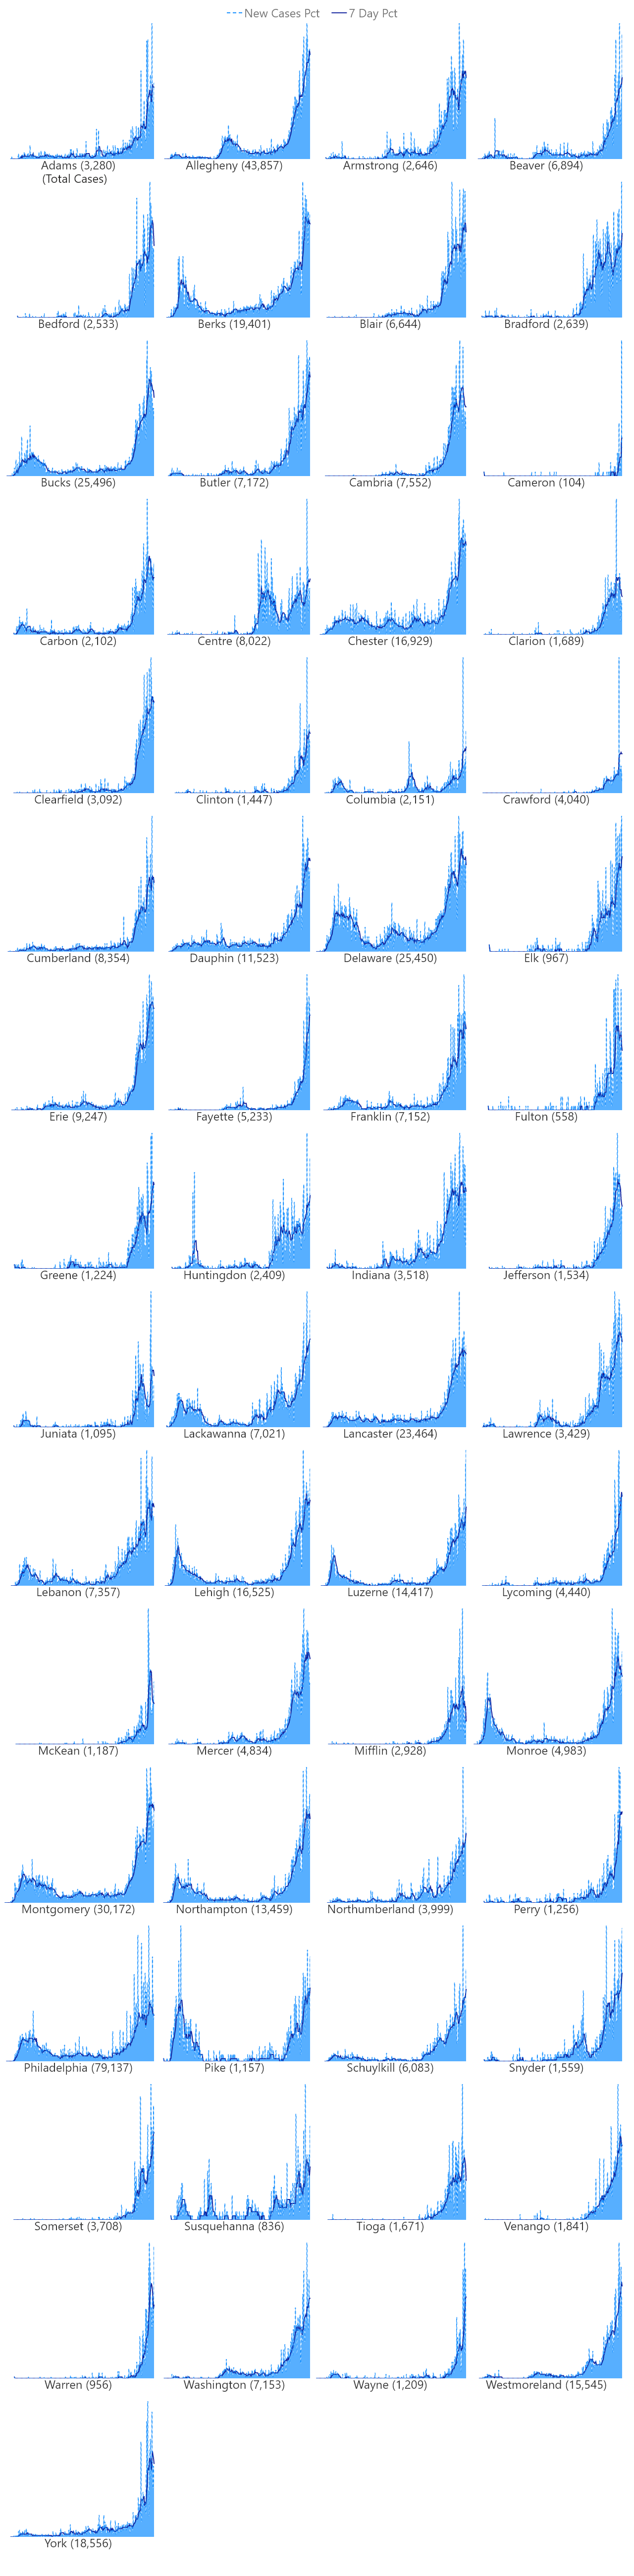 New Cases Pct 7 Day Pct
Adams (3,280) Allegheny (43,857) Armstrong (2,646) Beaver (6,894)
(Total Cases)
Bedford (2,533) Berks (19,401) Blair (6,644) Bradford (2,639)
Bucks (25,496) Butler (7,172) Cambria (7,552) Cameron (104)
Carbon (2,102) Centre (8,022) Chester (16,929) Clarion (1,689)
Clearfield (3,092) Clinton (1,447) Columbia (2,151) Crawford (4,040)
Cumberland (8,354) Dauphin (11,523) Delaware (25,450) Elk (967)
Erie (9,247) Fayette (5,233) Franklin (7,152) Fulton (558)
Greene (1,224) Huntingdon (2,409) Indiana (3,518) Jefferson (1,534)
Juniata (1,095) Lackawanna (7,021) Lancaster (23,464) Lawrence (3,429)
Lebanon (7,357) Lehigh (16,525) Luzerne (14,417) Lycoming (4,440)
McKean (1,187) Mercer (4,834) Mifflin (2,928) Monroe (4,983)
Montgomery (30,172) Northampton (13,459) Northumberland (3,999) Perry (1,256)
Philadelphia (79,137) Pike (1,157) Schuylkill (6,083) Snyder (1,559)
Somerset (3,708) Susquehanna (836) Tioga (1,671) Venango (1,841)
Warren (956) Washington (7,153) Wayne (1,209) Westmoreland (15,545)
York (18,556)